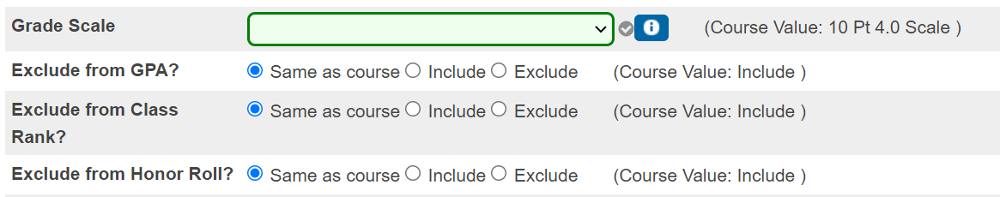 Grade Scale (Course Value: 10 Pt 4.0 Scale )
Exclude from GPA? Same as course Include Exclude (Course Value: Include )
Exclude from Class Same as course Include Exclude (Course Value: Include )
Rank?
Exclude from Honor Roll? Same as course Include Exclude (Course Value: Include )